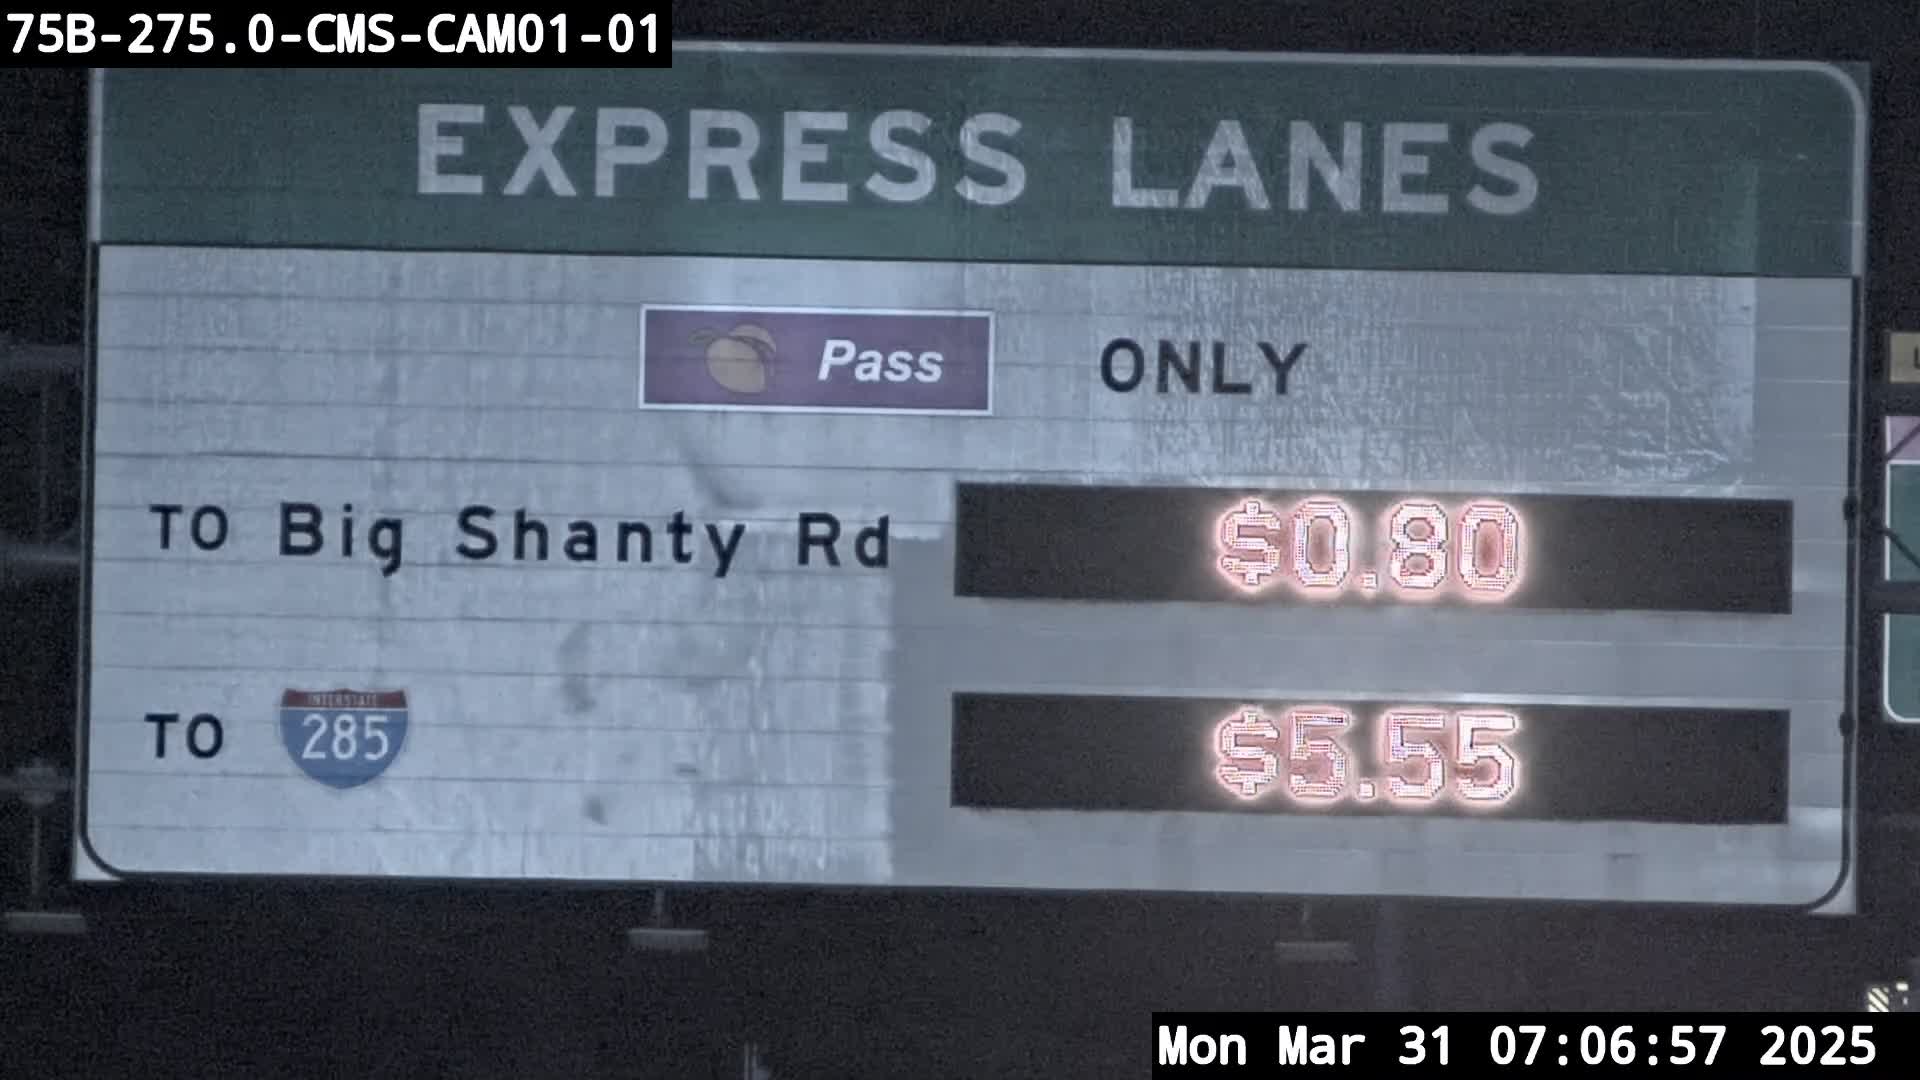 75B-275.0-CMS-CAM01-01
EXPRESS LANES
Pass ONLY
TO Big Shanty Rd $0.80
INTERSTATE
TO 285 $5.55
Mon Mar 31 07:06:57 2025